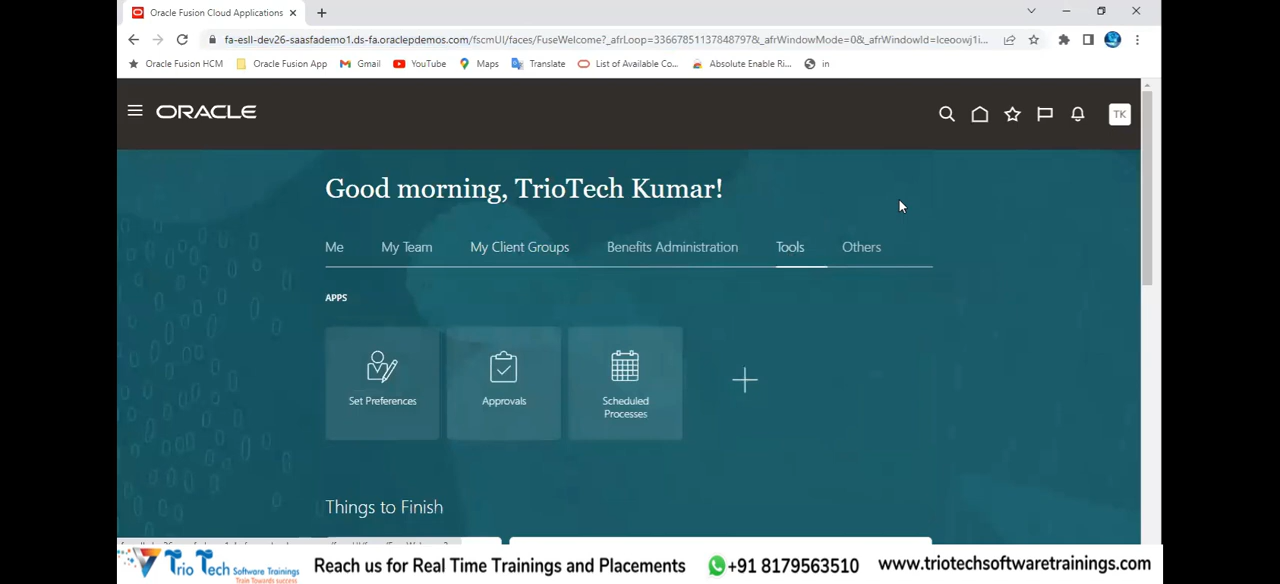 Oracle Fusion Cloud Applications
fa-esll-dev26-saasfademo1.ds-fa.oraclepdemos.com/fscmUI/faces/FuseWelcome?_afrLoop=3366785113784879&_afrWindowMode=0&_afrWindowId=lceoowj1i...
Oracle Fusion HCM
Oracle Fusion App
Gmail
YouTube
Maps
Translate
List of Available Co...
Absolute Enable Ri...
in
ORACLE
TK
Good morning, TrioTech Kumar!
Me
My Team
My Client Groups
Benefits Administration
Tools
Others
APPS
Set Preferences
Approvals
Scheduled
Processes
Things to Finish
Trio Tech Software Trainings
Train Towards success
Reach us for Real Time Trainings and Placements
+91 8179563510
www.triotechsoftwaretrainings.com